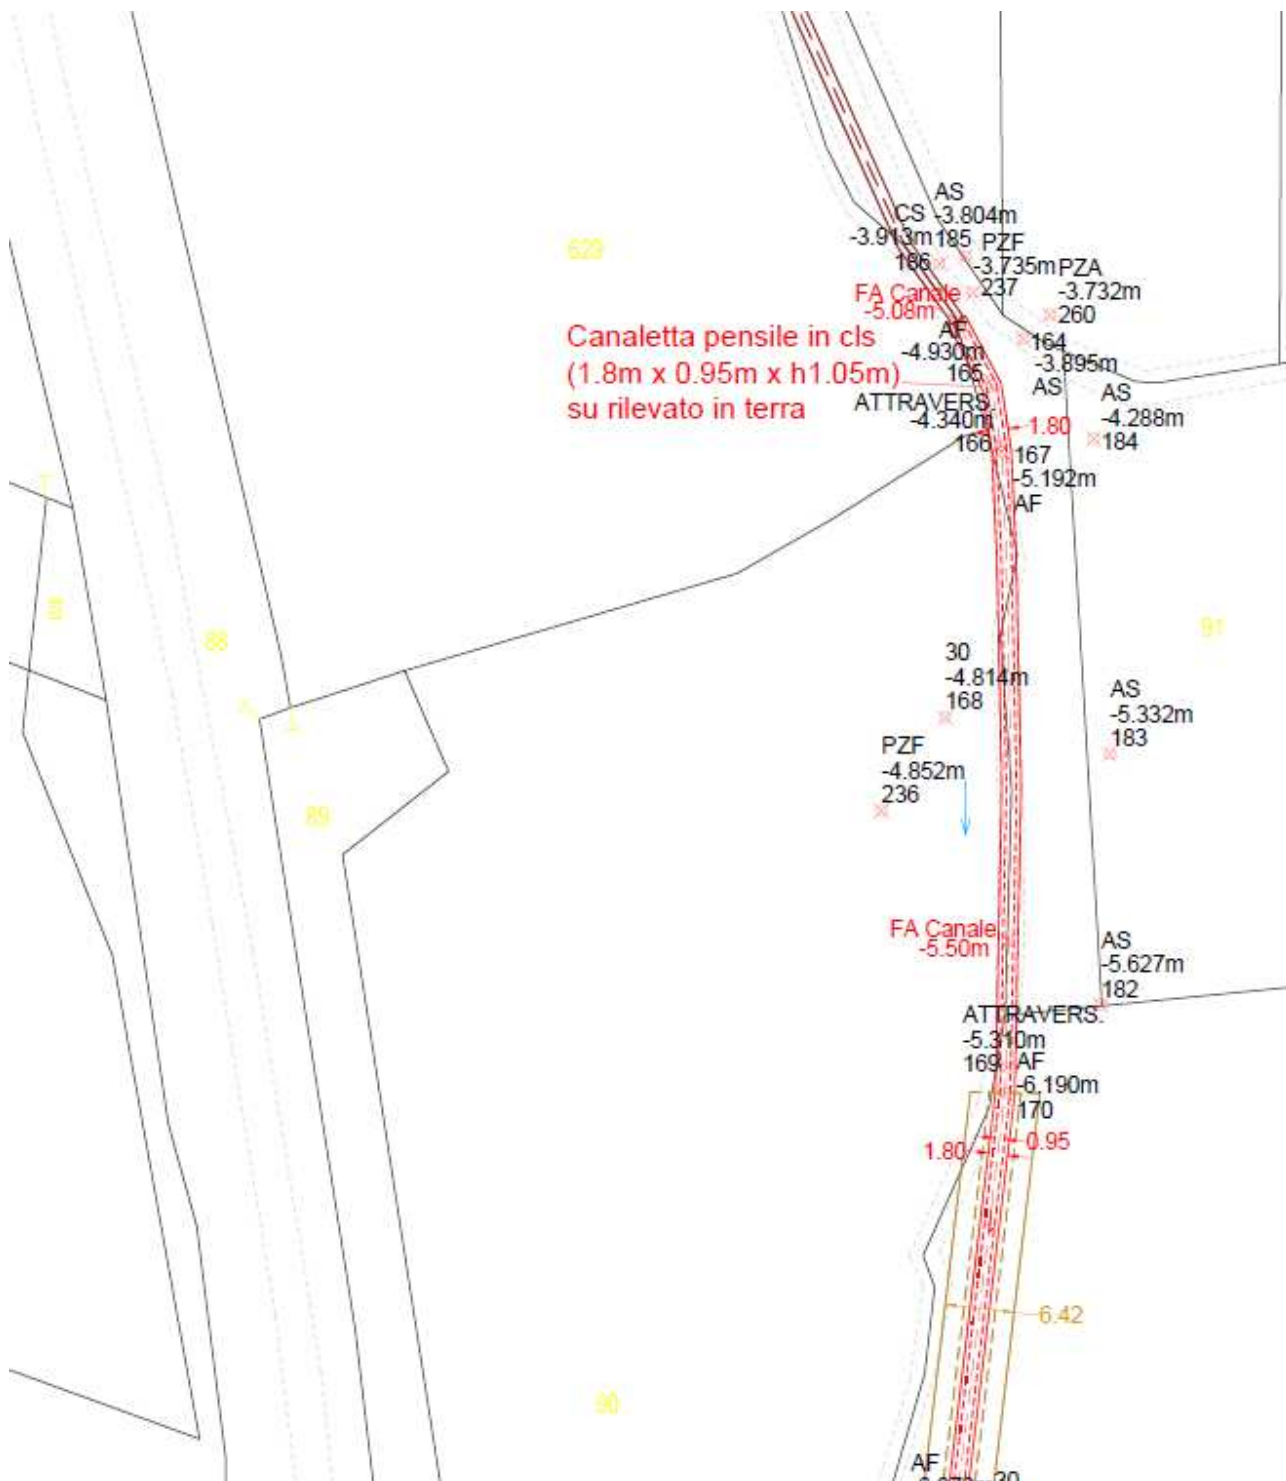 AS
-3.804m
185
CS
-3.913m
186
PZF
-3.735m
237
PZA
-3.732m
260
FA Canale
-5.08m
629
Canaletta pensile in cls
(1.8m x 0.95m x h1.05m)
su rilevato in terra
AF
-4.930m
165
164
-3.895m
AS
ATTRAVERS.
-4.340m
166
1.80
AS
-4.288m
184
167
-5.192m
AF
88
91
30
-4.814m
168
AS
-5.332m
183
PZF
-4.852m
236
89
FA Canale
-5.50m
AS
-5.627m
182
ATTRAVERS.
-5.310m
169
AF
-6.190m
170
1.80
0.95
6.42
90
AF
30